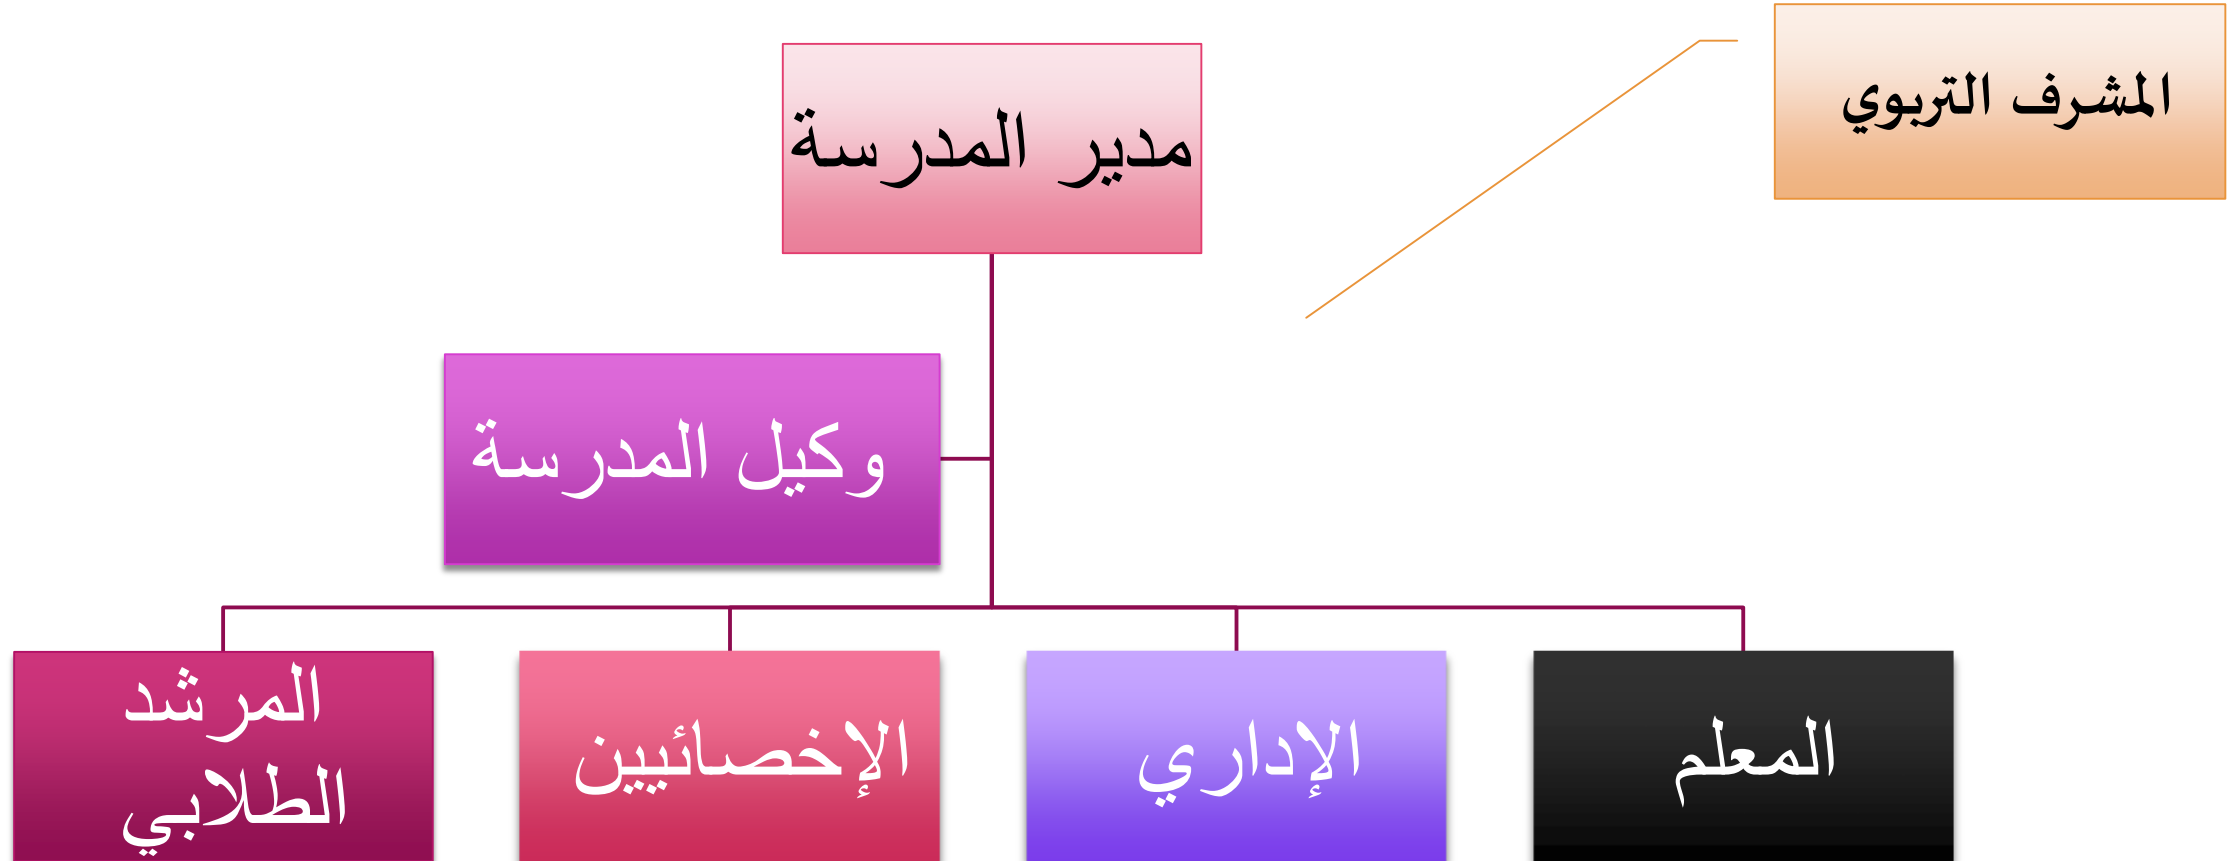 المشرف التربوي
مدير المدرسة
وكيل المدرسة
المعلم
الإداري
الإخصائيين
المرشد
الطلابي